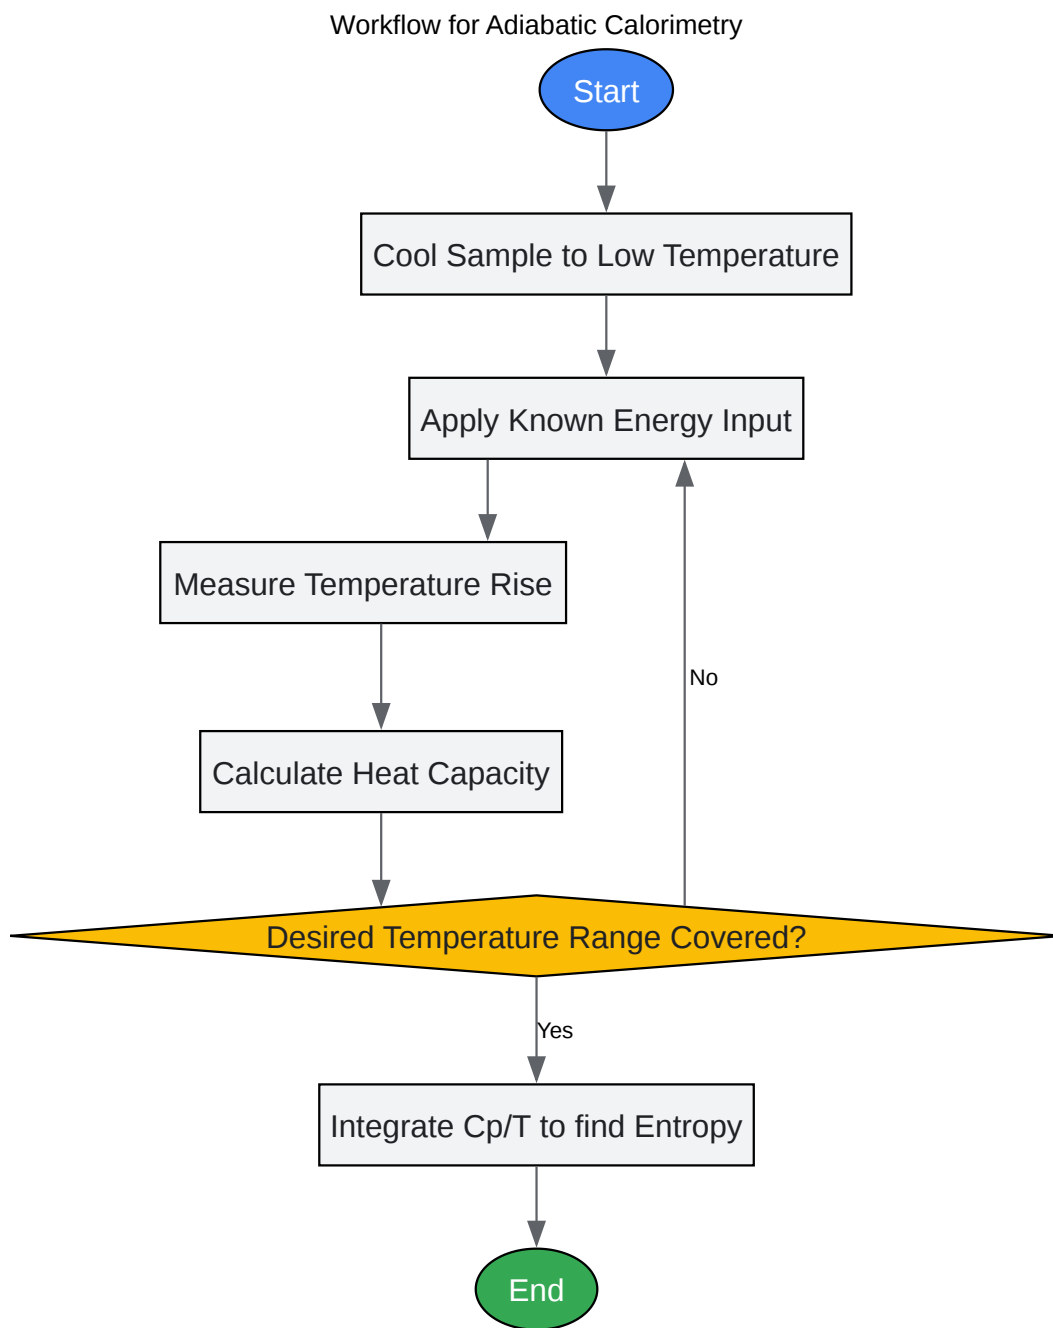 Workflow for Adiabatic Calorimetry
Start
Cool Sample to Low Temperature
Apply Known Energy Input
Measure Temperature Rise
No
Calculate Heat Capacity
Desired Temperature Range Covered?
Yes
Integrate Cp/T to find Entropy
End